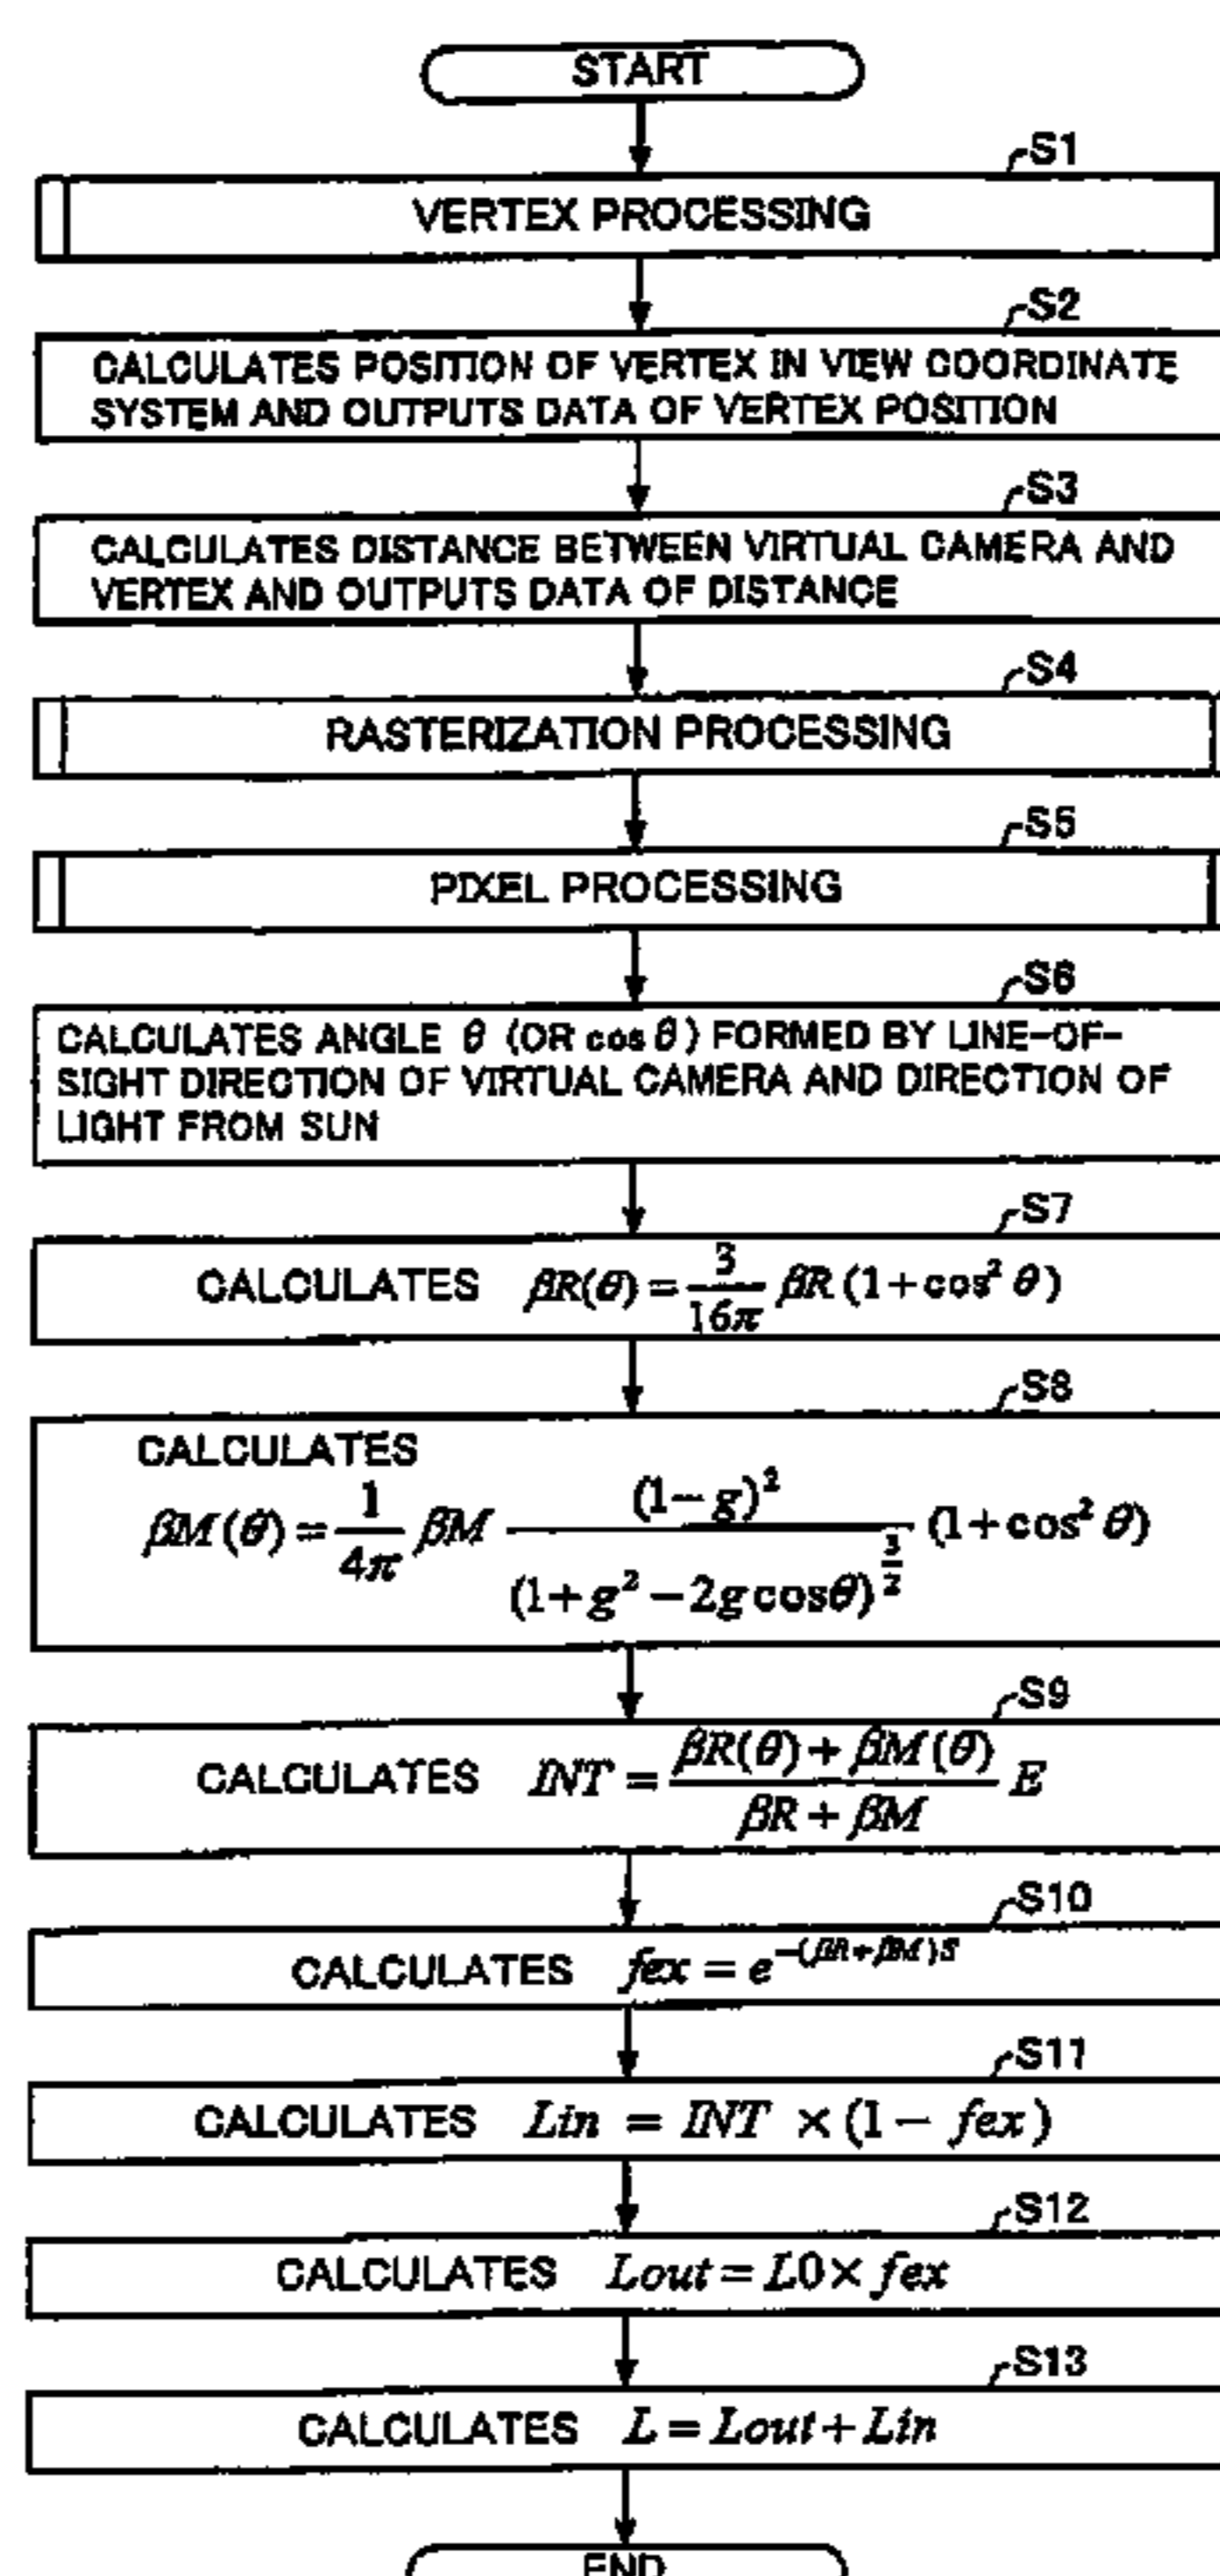 START
S1
VERTEX PROCESSING
S2
CALCULATES POSITION OF VERTEX IN VIEW COORDINATE
SYSTEM AND OUTPUTS DATA OF VERTEX POSITION
S3
CALCULATES DISTANCE BETWEEN VIRTUAL CAMERA AND
VERTEX AND OUTPUTS DATA OF DISTANCE
S4
RASTERIZATION PROCESSING
S5
PIXEL PROCESSING
S6
CALCULATES ANGLE θ (OR cos θ) FORMED BY LINE-OF-
SIGHT DIRECTION OF VIRTUAL CAMERA AND DIRECTION OF
LIGHT FROM SUN
S7
CALCULATES βR(θ) = 3/16π βR (1+cos² θ)
S8
CALCULATES
βM(θ) = 1/4π βM (1−g)² / (1+g²−2g cosθ)^(3/2) (1+cos² θ)
S9
CALCULATES INT = (βR(θ)+βM(θ)) / (βR+βM) E
S10
CALCULATES fex = e^−(βR+βM)S
S11
CALCULATES Lin = INT ×(1− fex)
S12
CALCULATES Lout = L0× fex
S13
CALCULATES L = Lout + Lin
END